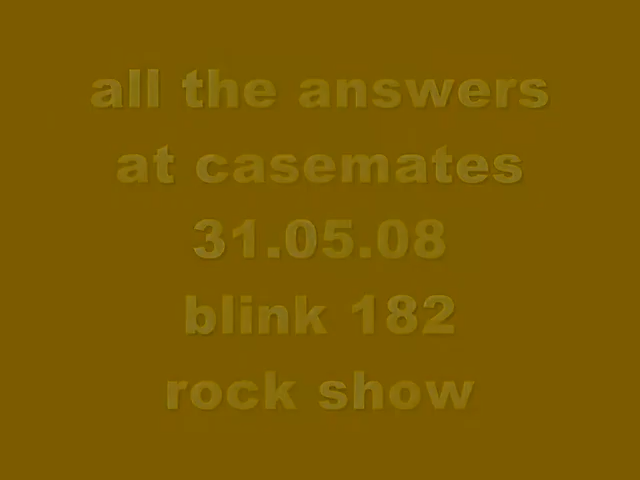 all the answers
at casemates
31.05.08
blink 182
rock show